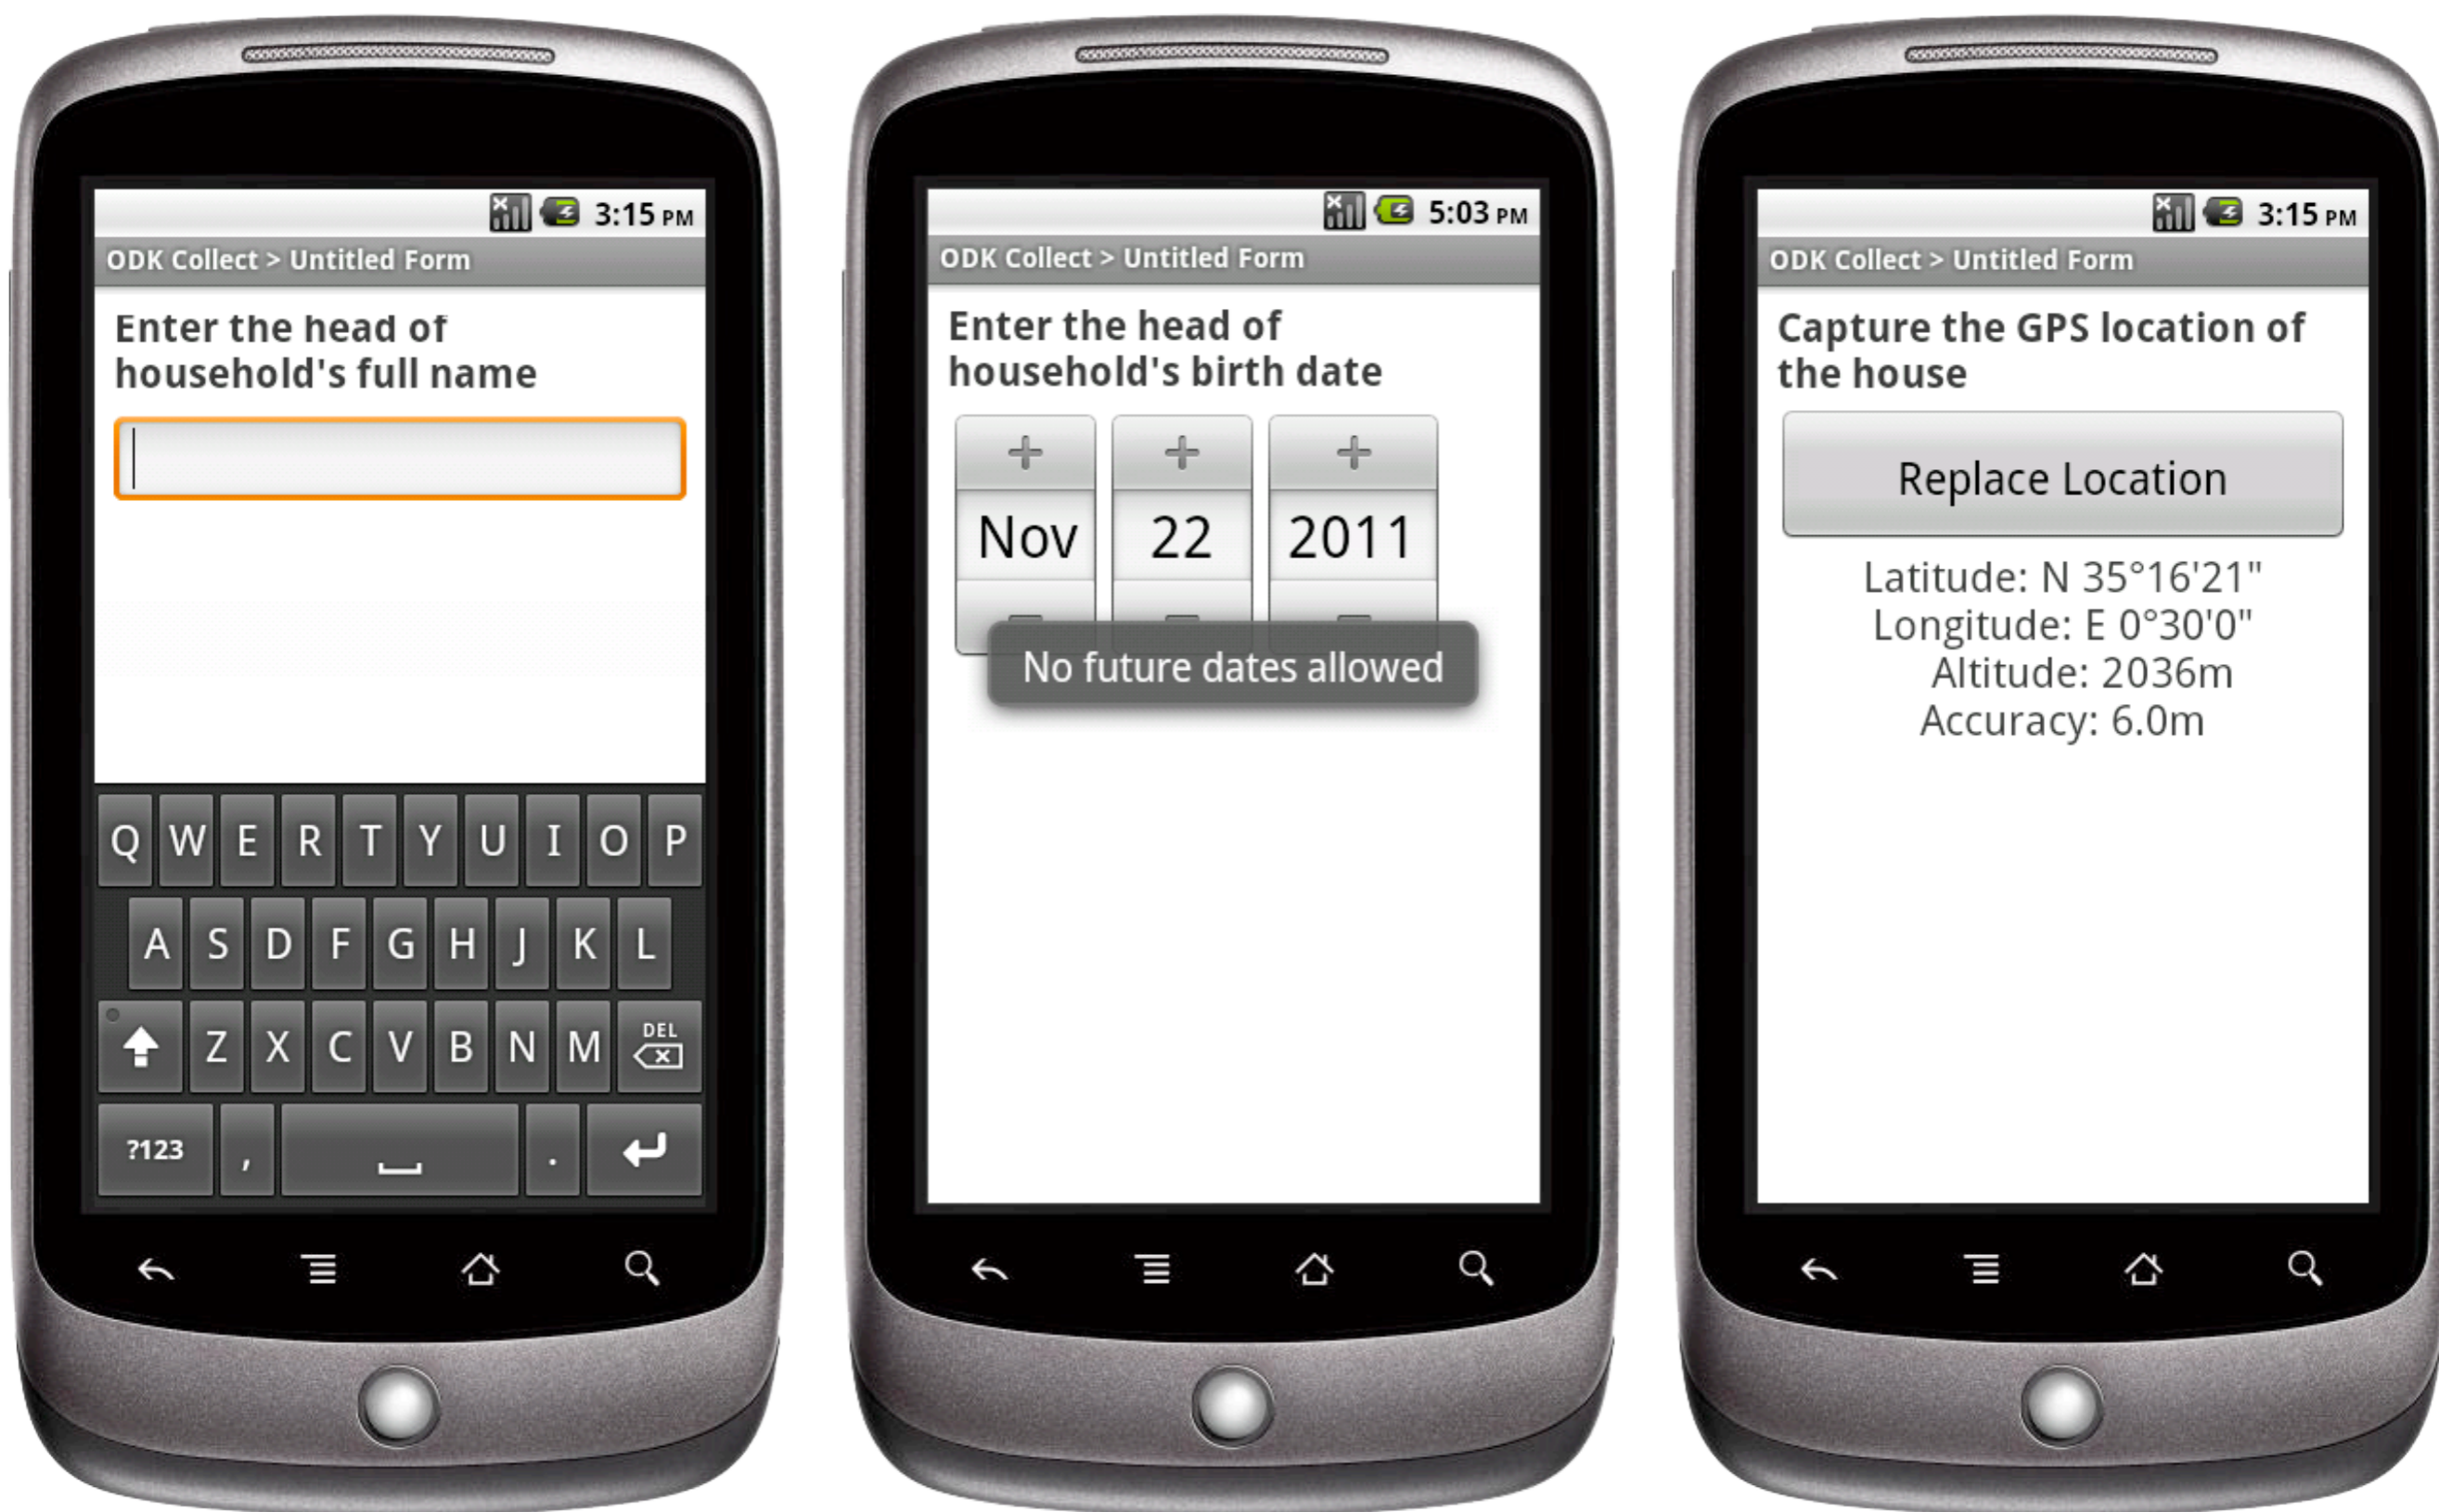 3:15 PM
ODK Collect > Untitled Form
Enter the head of
household's full name
Q W E R T Y U I O P
A S D F G H J K L
Z X C V B N M DEL
?123 , .
5:03 PM
ODK Collect > Untitled Form
Enter the head of
household's birth date
+ + +
Nov 22 2011
No future dates allowed
3:15 PM
ODK Collect > Untitled Form
Capture the GPS location of
the house
Replace Location
Latitude: N 35°16'21"
Longitude: E 0°30'0"
Altitude: 2036m
Accuracy: 6.0m